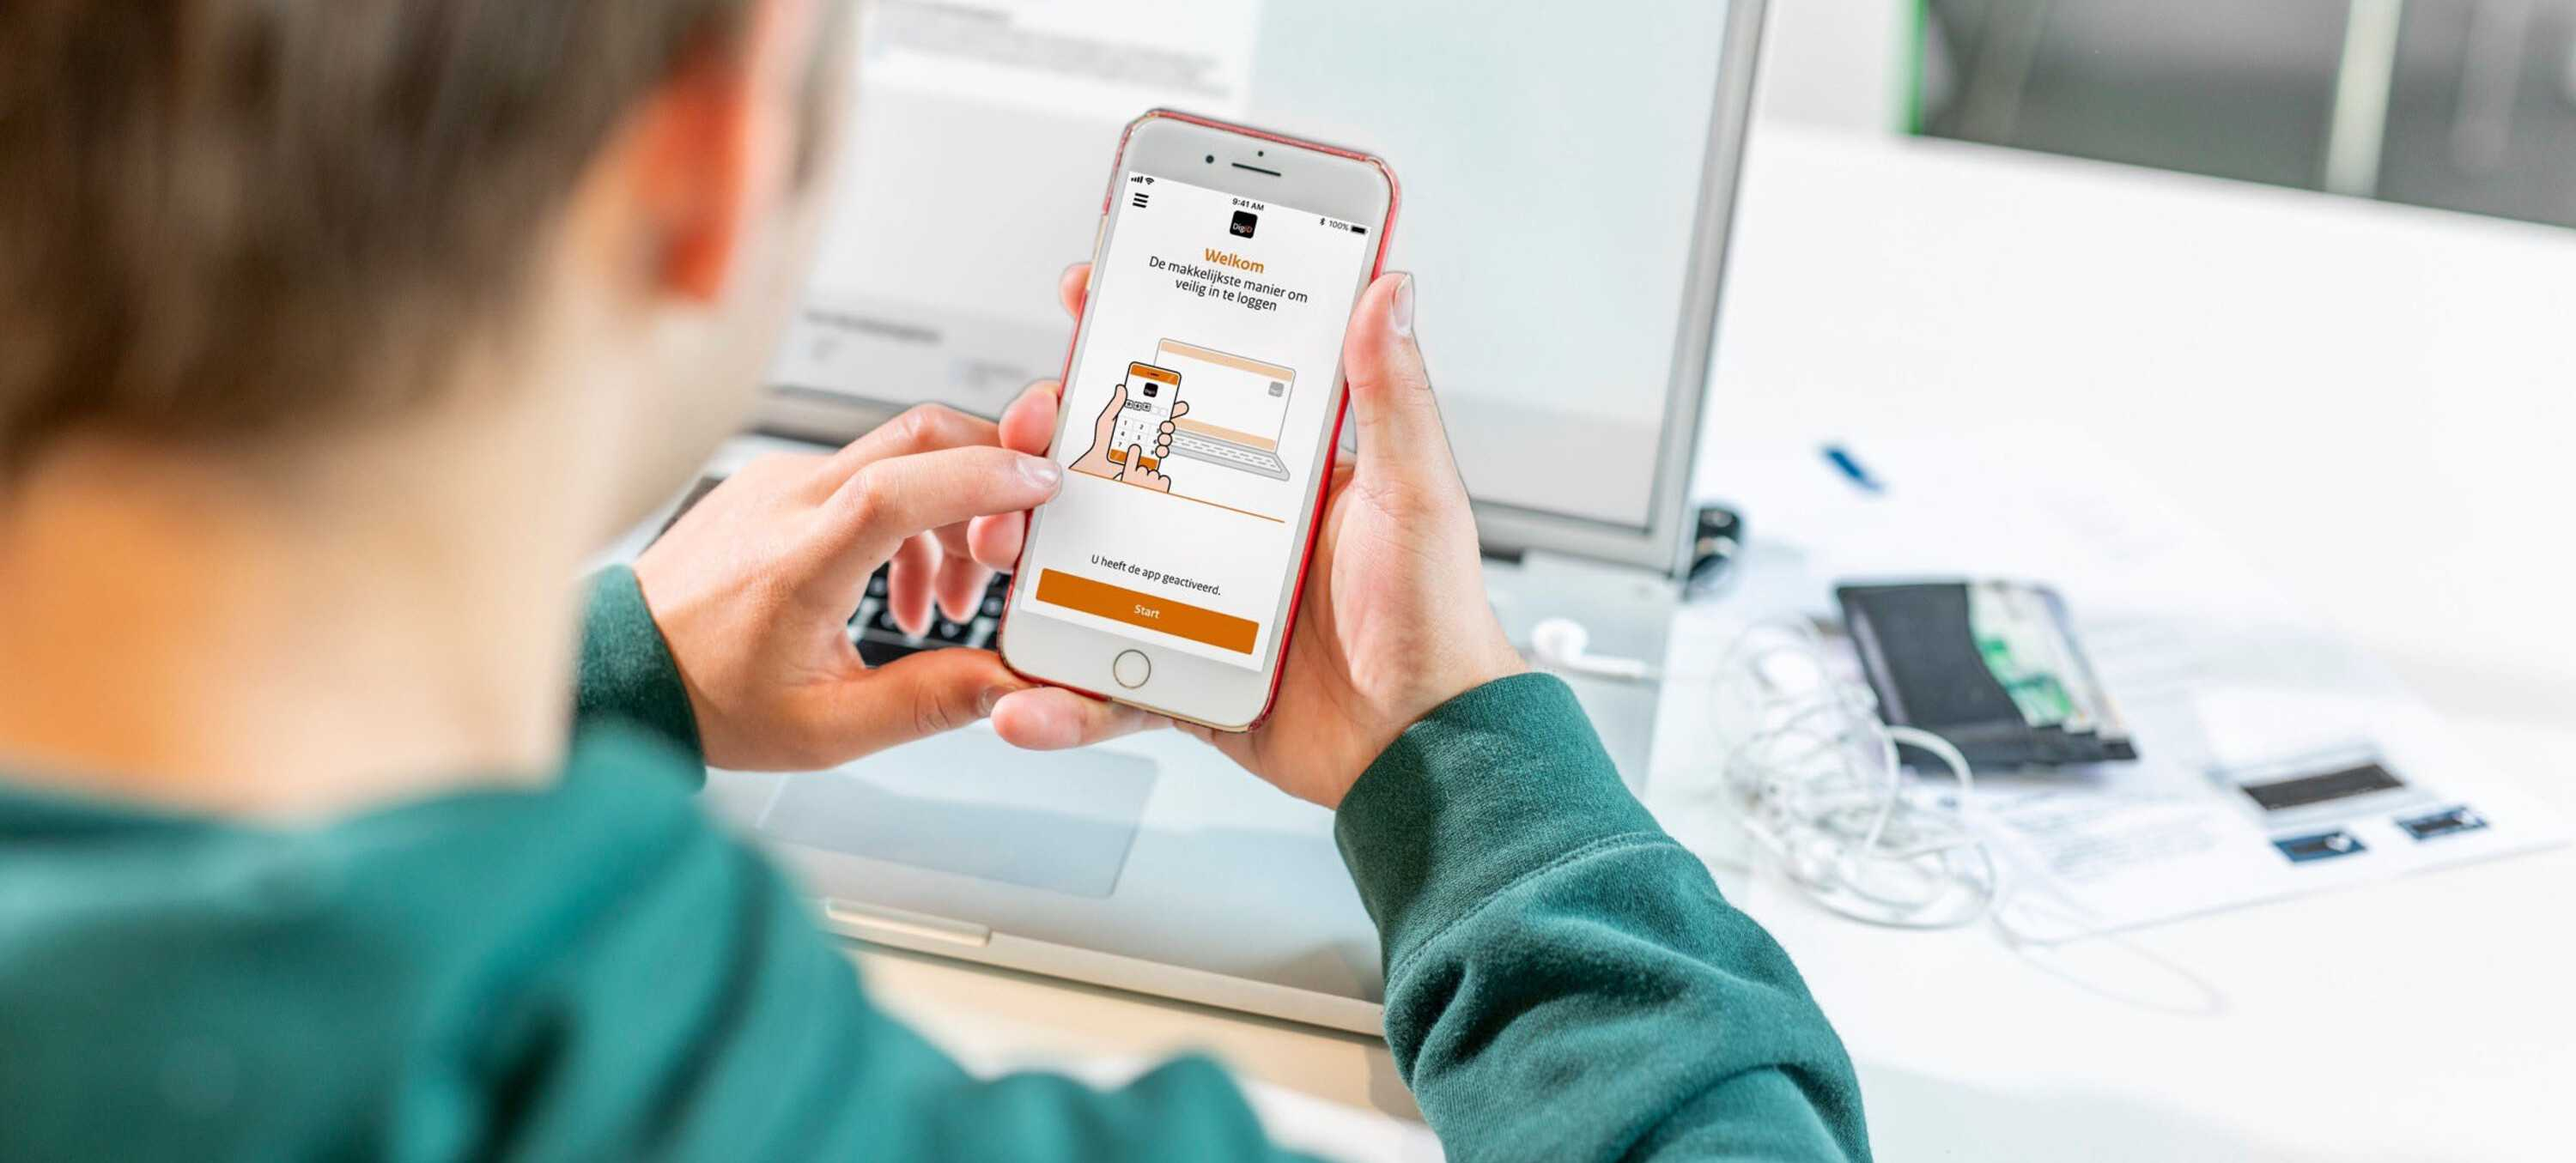 9:41 AM
100%
DigiD
Welkom
De makkelijkste manier om
veilig in te loggen
U heeft de app geactiveerd.
Start